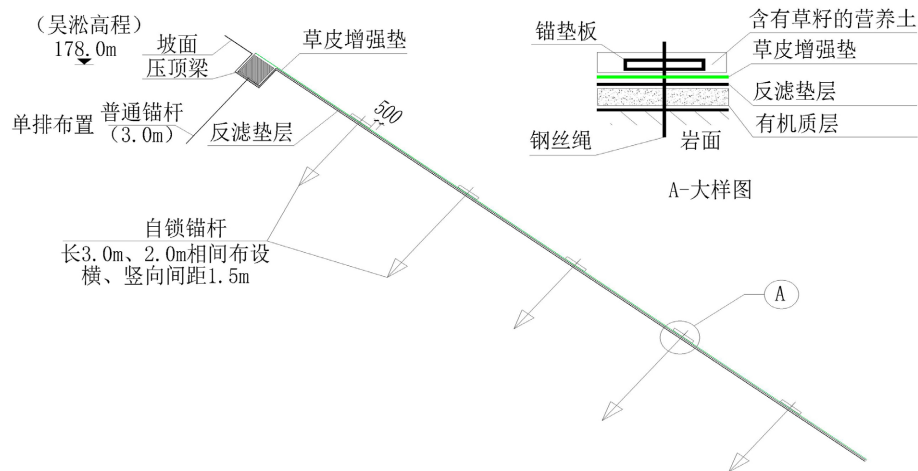 （吴淞高程）
178.0m
坡面
压顶梁
草皮增强垫
普通锚杆
（3.0m）
单排布置
反滤垫层
500
自锁锚杆
长3.0m、2.0m相间布设
横、竖向间距1.5m
A
锚垫板
含有草籽的营养土
草皮增强垫
反滤垫层
有机质层
钢丝绳
岩面
A-大样图